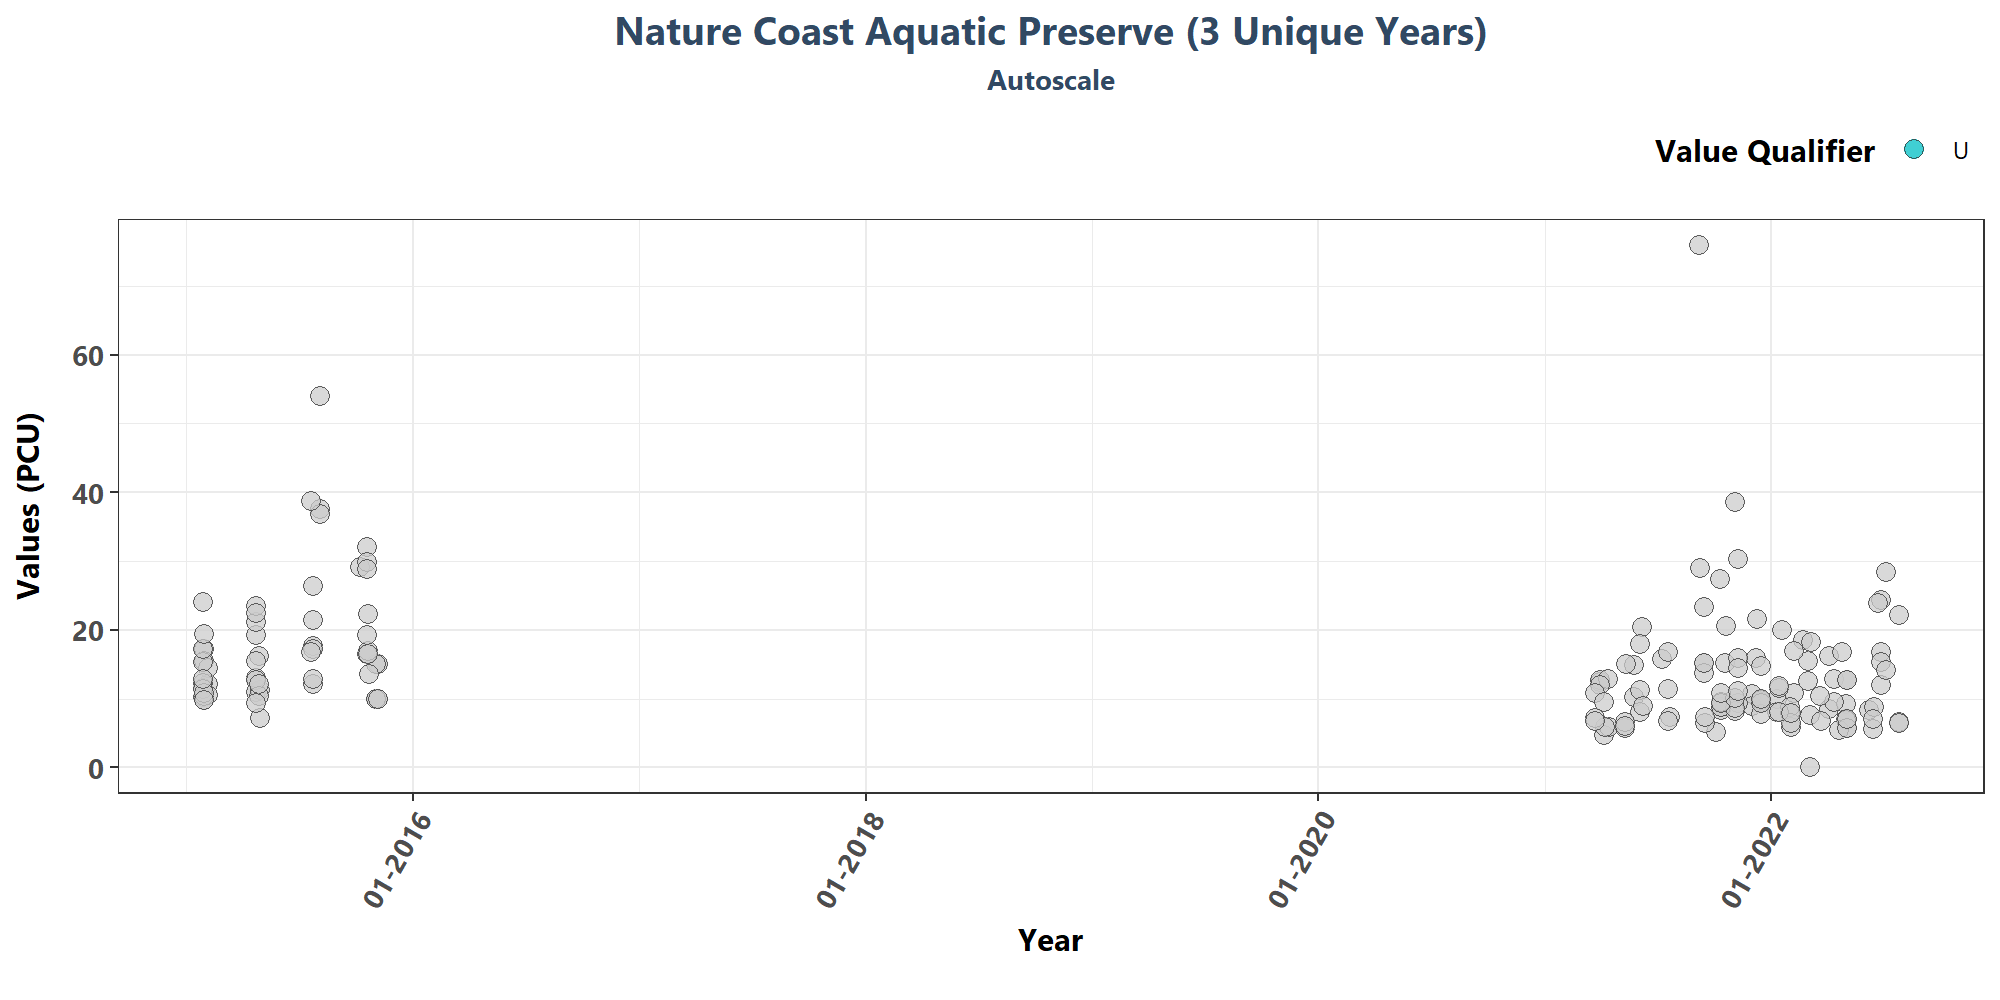 Nature Coast Aquatic Preserve (3 Unique Years)
Autoscale
Value Qualifier U
Values (PCU)
60
40
20
0
01-2016 01-2018 01-2020 01-2022
Year